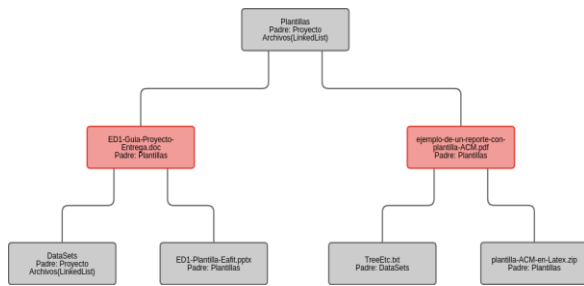 Plantillas
Padre: Proyecto
Archivos(LinkedList)
ED1-Guia-Proyecto-
Entrega.doc
Padre: Plantillas
ejemplo-de-un-reporte-con-
plantilla-ACM.pdf
Padre: Plantillas
DataSets
Padre: Proyecto
Archivos(LinkedList)
ED1-Plantilla-Eafit.pptx
Padre: Plantillas
TreeEtc.txt
Padre: DataSets
plantilla-ACM-en-Latex.zip
Padre: Plantillas